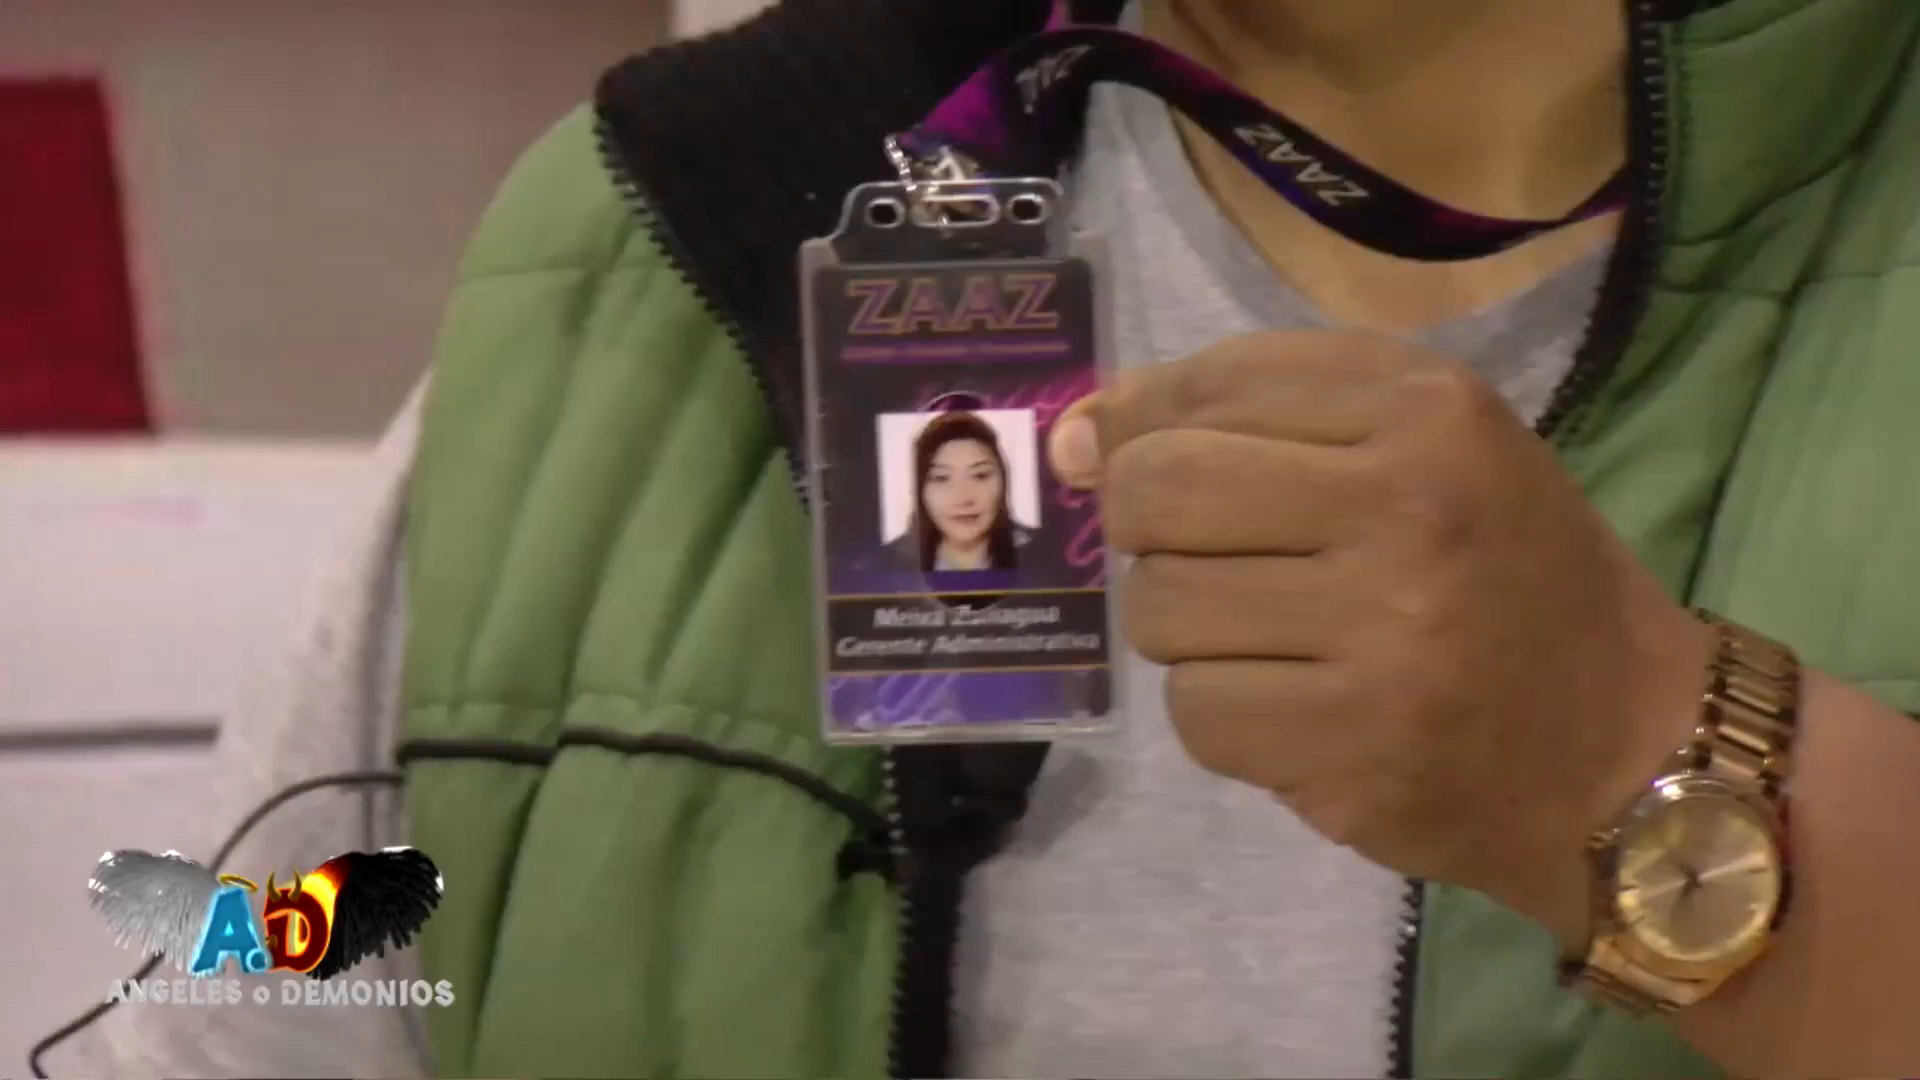 ZAAZ
ZAAZ
ZAAZ
Gerente Administrativa
A.D
ANGELES o DEMONIOS